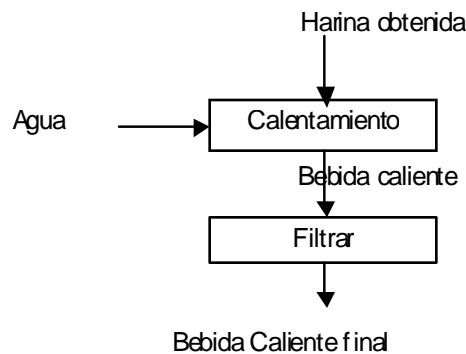 Harina obtenida
Agua
Calentamiento
Bebida caliente
Filtrar
Bebida Caliente final